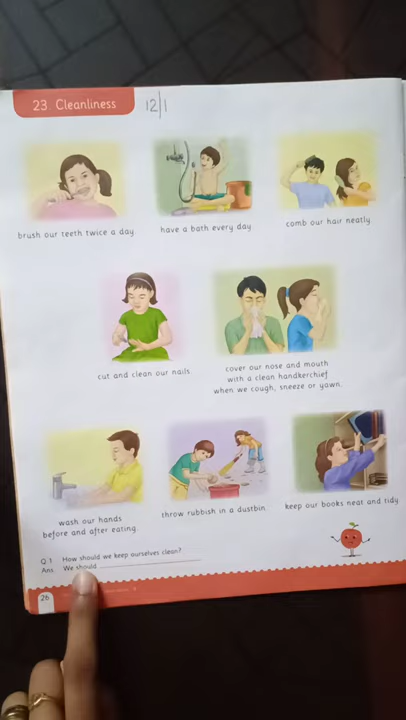 23 Cleanliness
12/1
brush our teeth twice a day.
have a bath every day
comb our hair neatly.
cut and clean our nails.
cover our nose and mouth
with a clean handkerchief
when we cough, sneeze or yawn.
wash our hands
before and after eating.
throw rubbish in a dustbin.
keep our books neat and tidy.
Q.1 How should we keep ourselves clean?
Ans We should
26